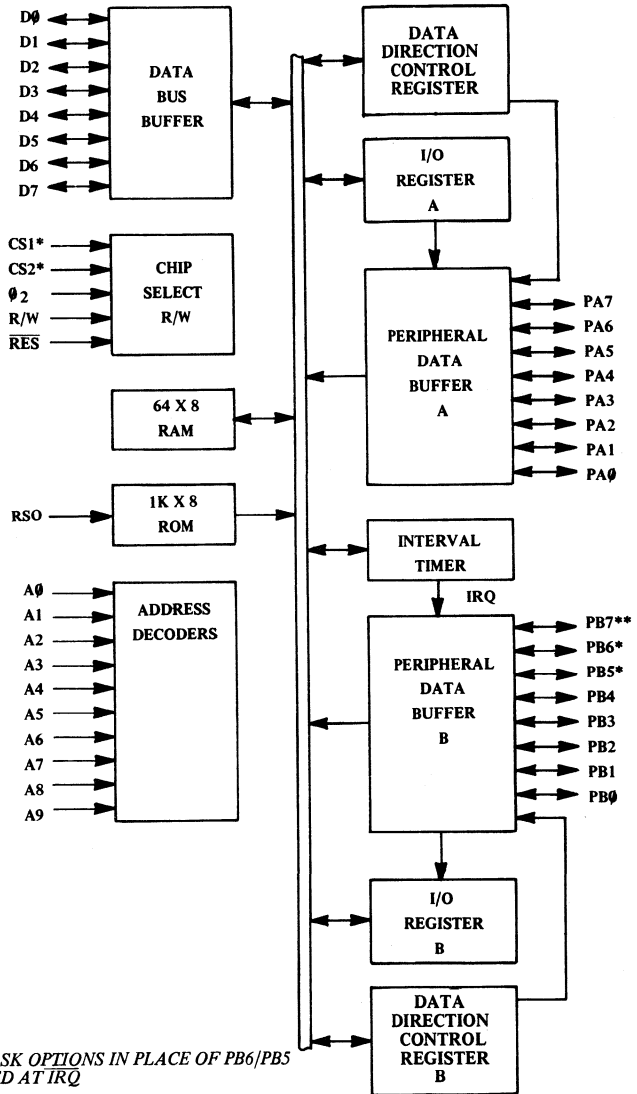 D0
D1
D2
D3
D4
D5
D6
D7
DATA
BUS
BUFFER
CS1*
CS2*
Ø2
R/W
RES
CHIP
SELECT
R/W
64 X 8
RAM
RSO
1K X 8
ROM
A0
A1
A2
A3
A4
A5
A6
A7
A8
A9
ADDRESS
DECODERS
DATA
DIRECTION
CONTROL
REGISTER
I/O
REGISTER
A
PERIPHERAL
DATA
BUFFER
A
PA7
PA6
PA5
PA4
PA3
PA2
PA1
PA0
INTERVAL
TIMER
IRQ
PERIPHERAL
DATA
BUFFER
B
PB7**
PB6*
PB5*
PB4
PB3
PB2
PB1
PB0
I/O
REGISTER
B
DATA
DIRECTION
CONTROL
REGISTER
B
SK OPTIONS IN PLACE OF PB6/PB5
ED AT IRQ